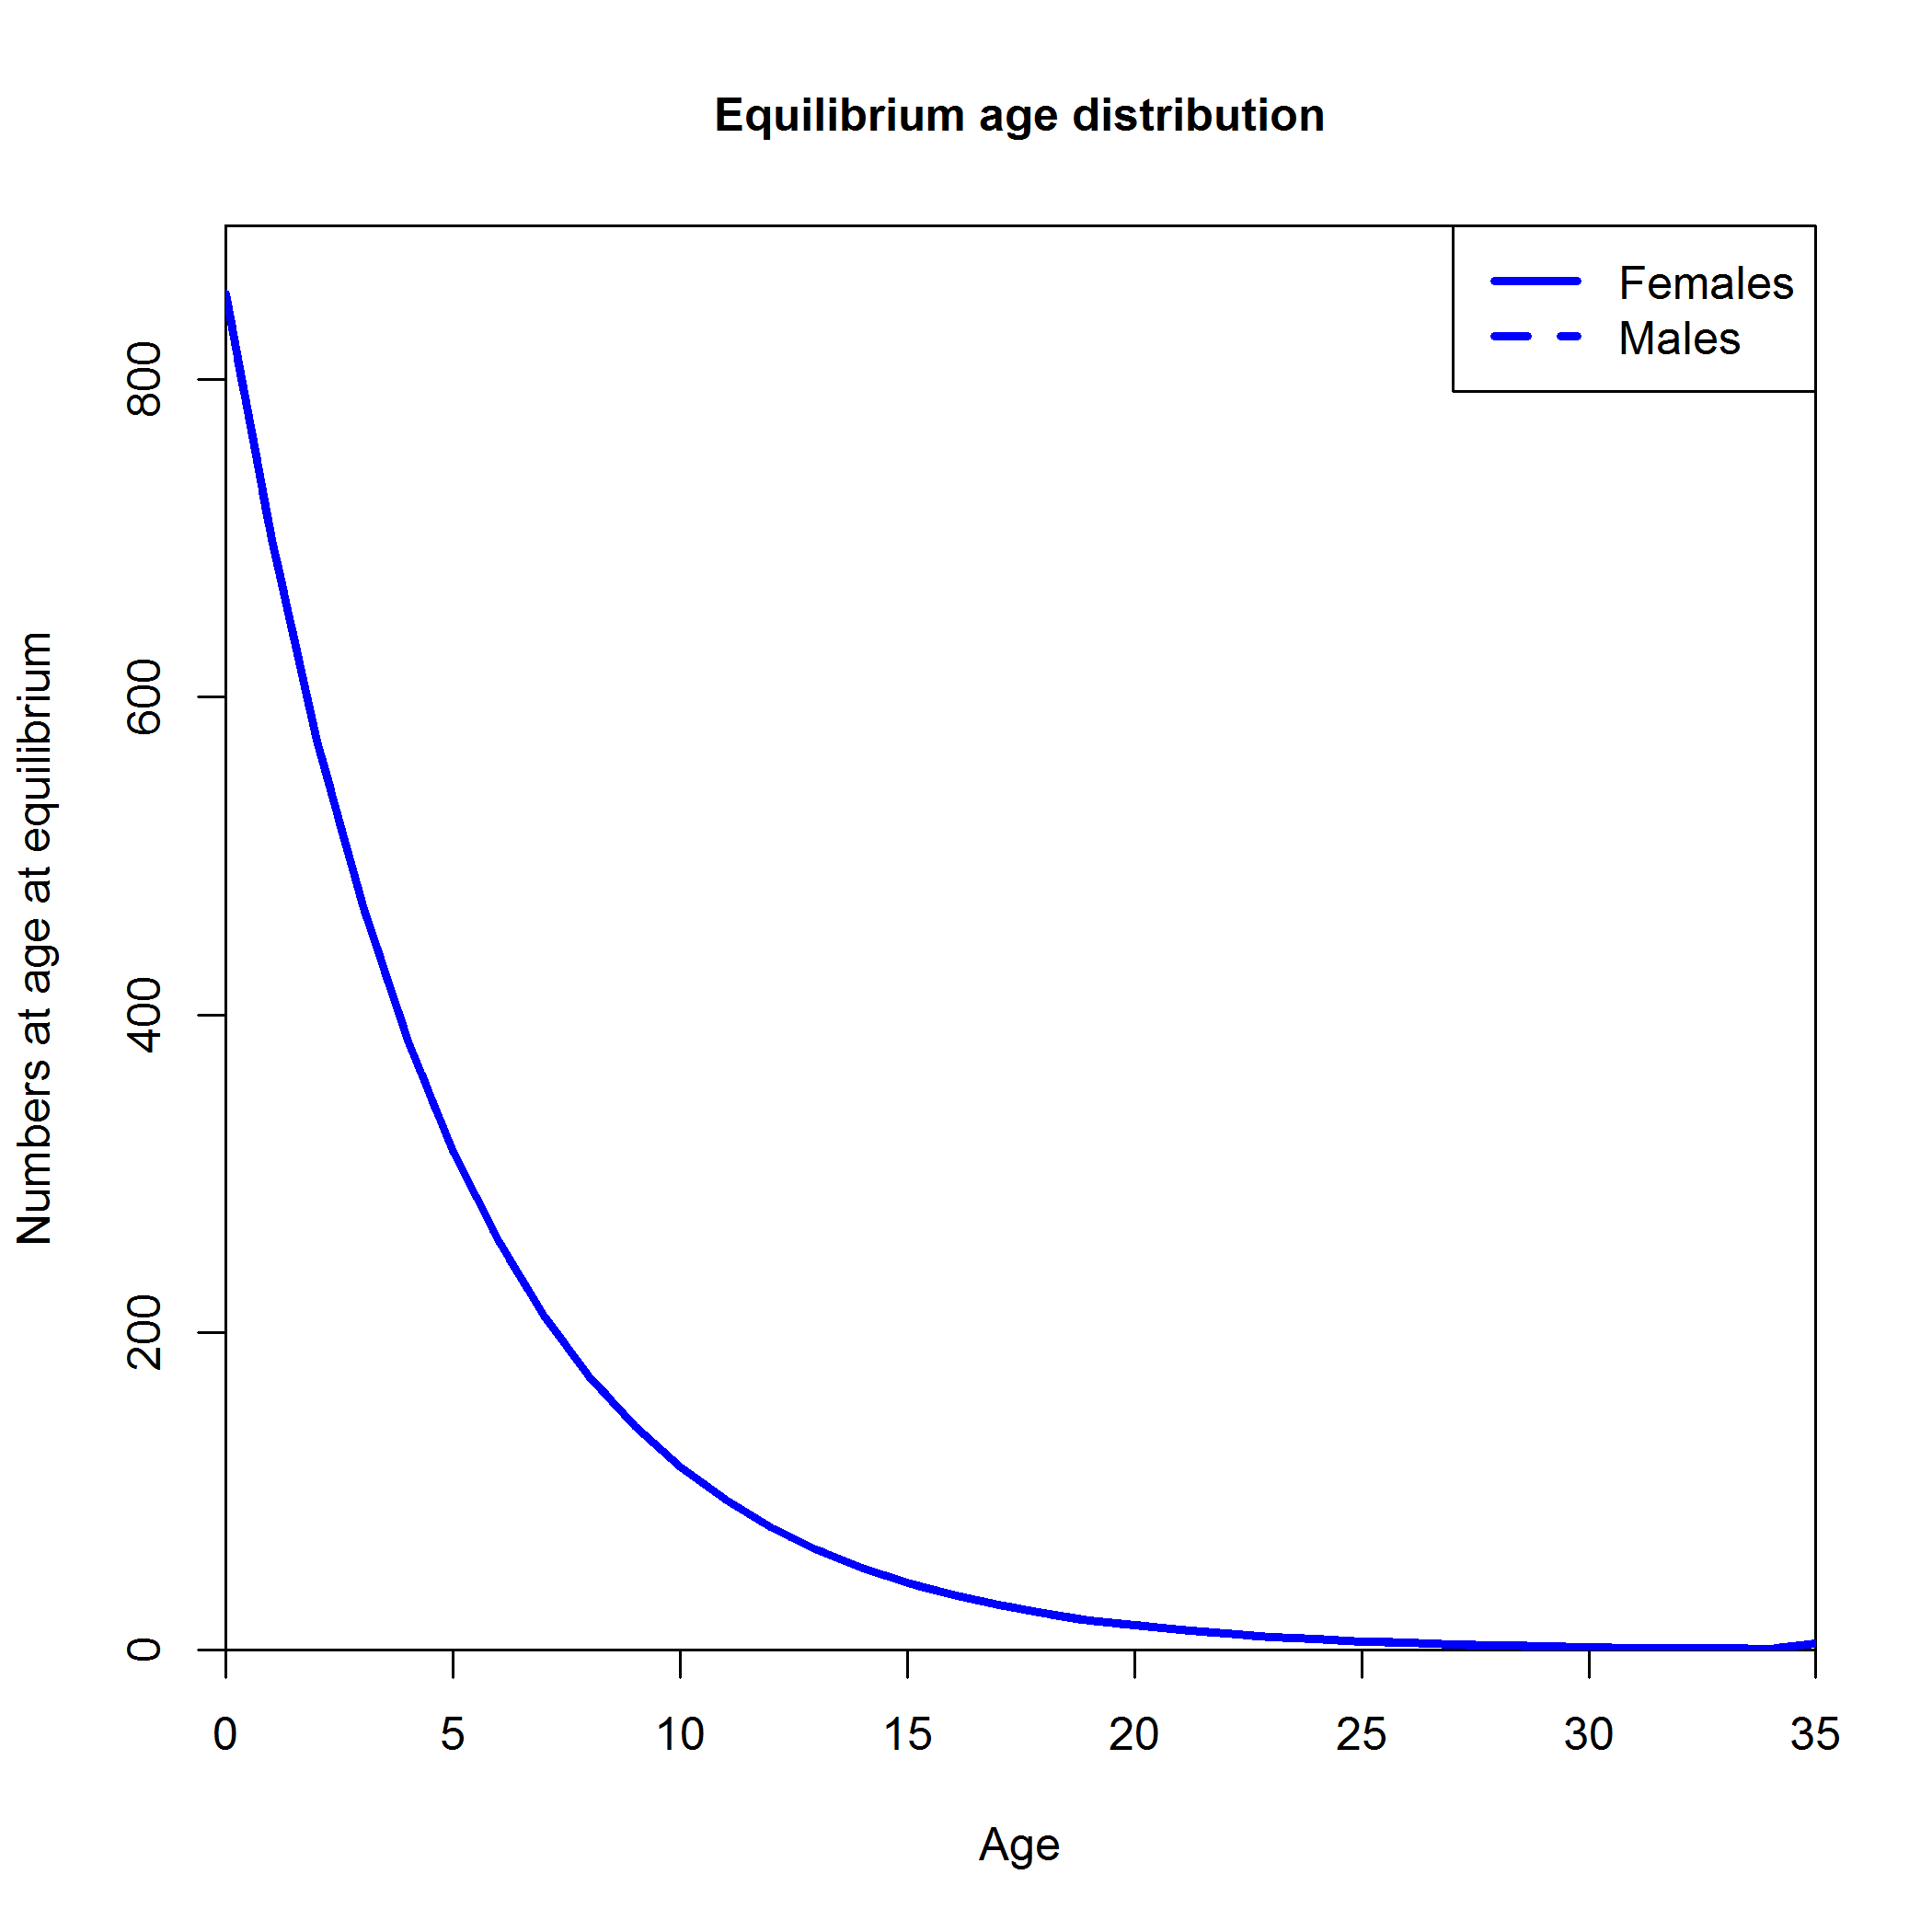 Equilibrium age distribution
Females
Males
Numbers at age at equilibrium
800
600
400
200
0
0 5 10 15 20 25 30 35
Age